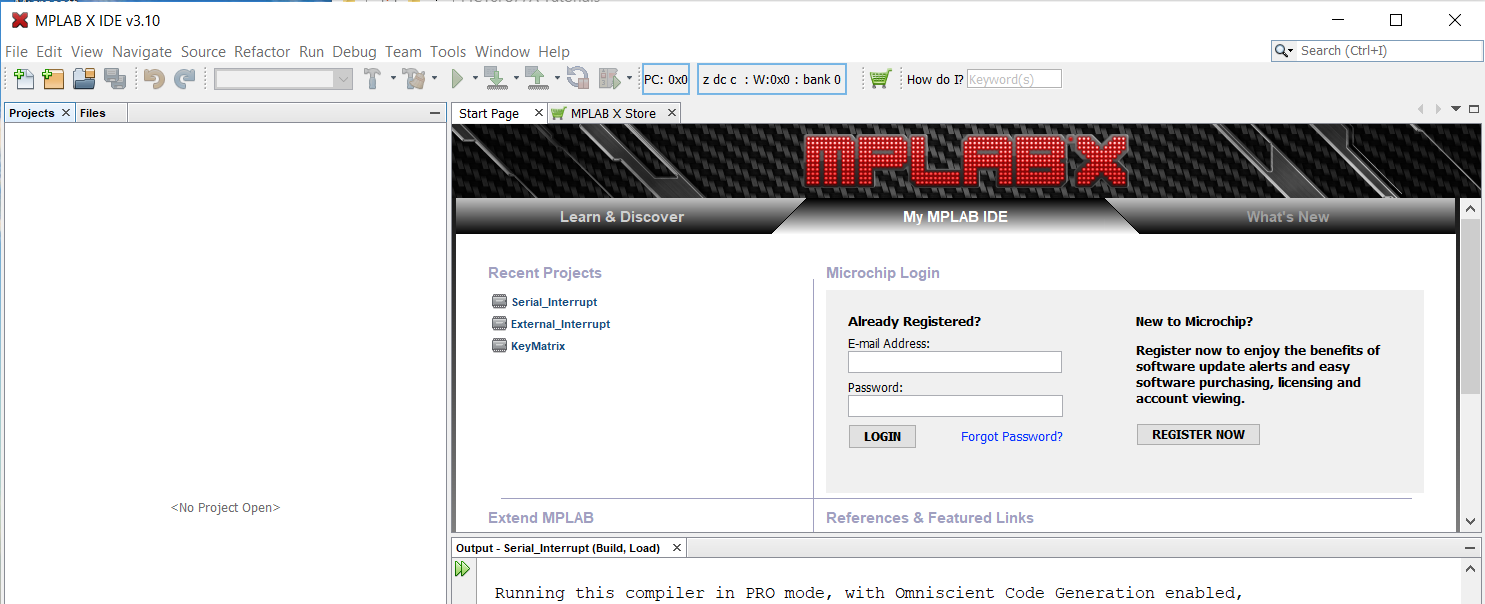 MPLAB X IDE v3.10
File Edit View Navigate Source Refactor Run Debug Team Tools Window Help
Search (Ctrl+I)
PC: 0x0
z dc c : W:0x0 : bank 0
How do I?
Keyword(s)
Projects
Files
Start Page
MPLAB X Store
MPLAB X
Learn & Discover
My MPLAB IDE
What's New
Recent Projects
Serial_Interrupt
External_Interrupt
KeyMatrix
Microchip Login
Already Registered?
E-mail Address:
Password:
LOGIN
Forgot Password?
New to Microchip?
Register now to enjoy the benefits of
software update alerts and easy
software purchasing, licensing and
account viewing.
REGISTER NOW
<No Project Open>
Extend MPLAB
References & Featured Links
Output - Serial_Interrupt (Build, Load)
Running this compiler in PRO mode, with Omniscient Code Generation enabled,